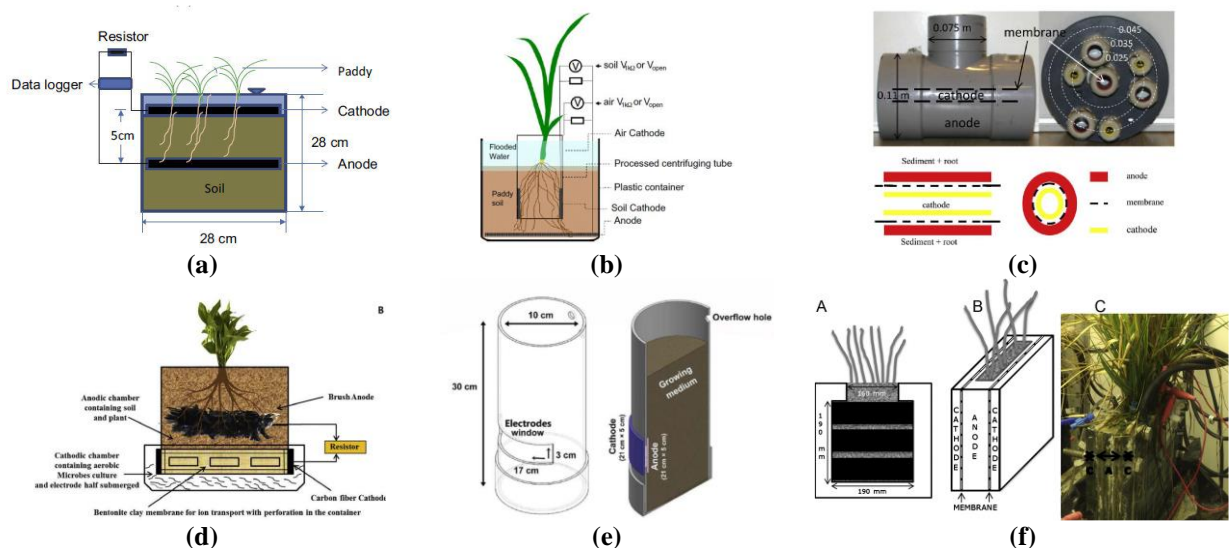 Resistor
Data logger
Paddy
Cathode
5cm
28 cm
Anode
Soil
28 cm
(a)
soil VRΩ or Vopen
air VRΩ or Vopen
Air Cathode
Flooded
Water
Processed centrifuging tube
Plastic container
Paddy
soil
Soil Cathode
Anode
(b)
0.075 m
membrane
0.045
0.035
0.025
0.11 m
cathode
anode
Sediment + root
anode
cathode
membrane
cathode
Sediment + root
(c)
B
Anodic chamber
containing soil
and plant
Brush Anode
Resistor
Cathodic chamber
containing aerobic
Microbes culture
and electrode half submerged
Carbon fiber Cathode
Bentonite clay membrane for ion transport with perforation in the container
(d)
10 cm
Overflow hole
30 cm
Growing
medium
Electrodes
window
3 cm
17 cm
Cathode
(21 cm × 5 cm)
Anode
(21 cm × 5 cm)
(e)
A
B
C
160 mm
190 mm
190 mm
CATHODE
ANODE
CATHODE
MEMBRANE
C A C
(f)